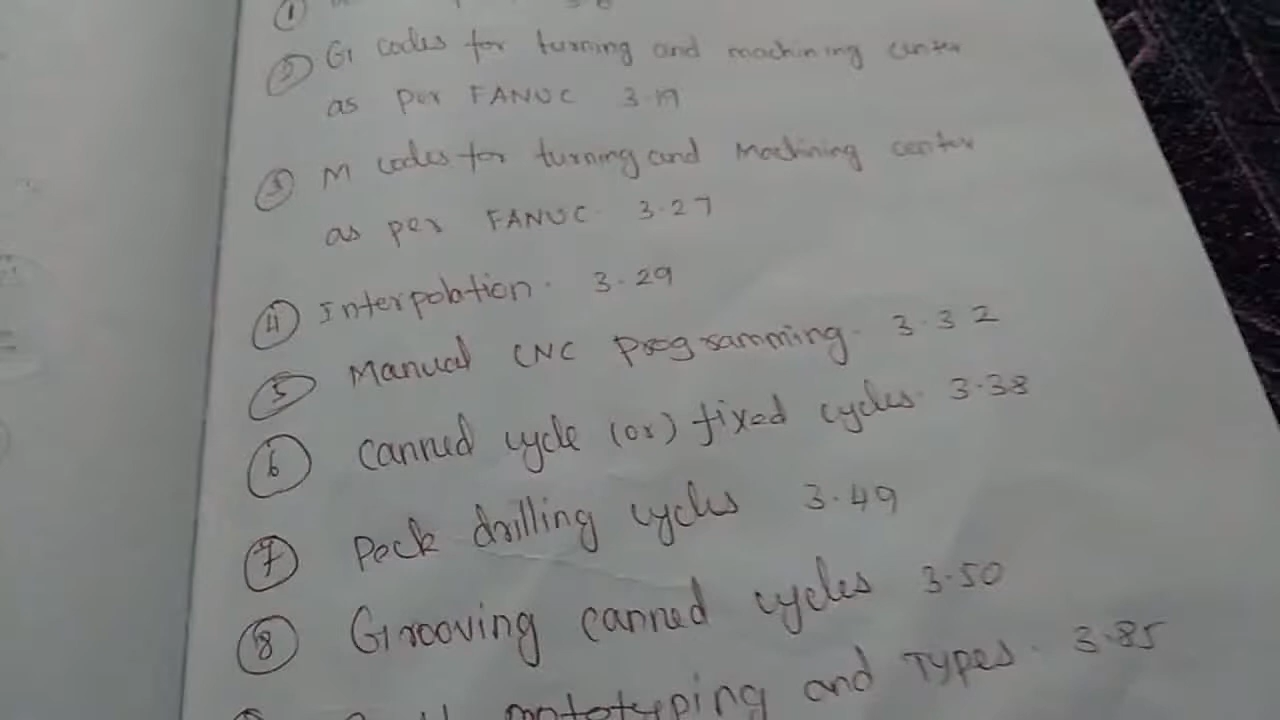 ①
② G codes for turning and machining center
as per FANUC 3.19
③ M codes for turning and Machining center
as per FANUC. 3.27
④ Interpolation. 3.29
⑤ Manual CNC programming. 3.32
⑥ Canned cycle (or) fixed cycles. 3.38
⑦ Peck drilling cycles 3.49
⑧ Grooving canned cycles 3.50
prototyping and Types. 3.85